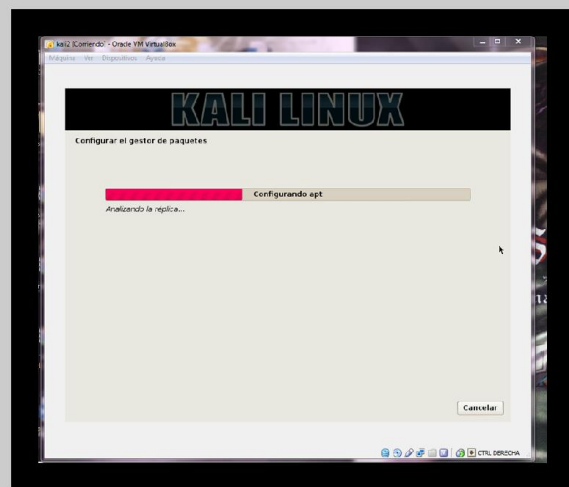 kali2 [Corriendo] - Oracle VM VirtualBox
Máquina Ver Dispositivos Ayuda
KALI LINUX
Configurar el gestor de paquetes
Configurando apt
Analizando la réplica...
Cancelar
CTRL DERECHA